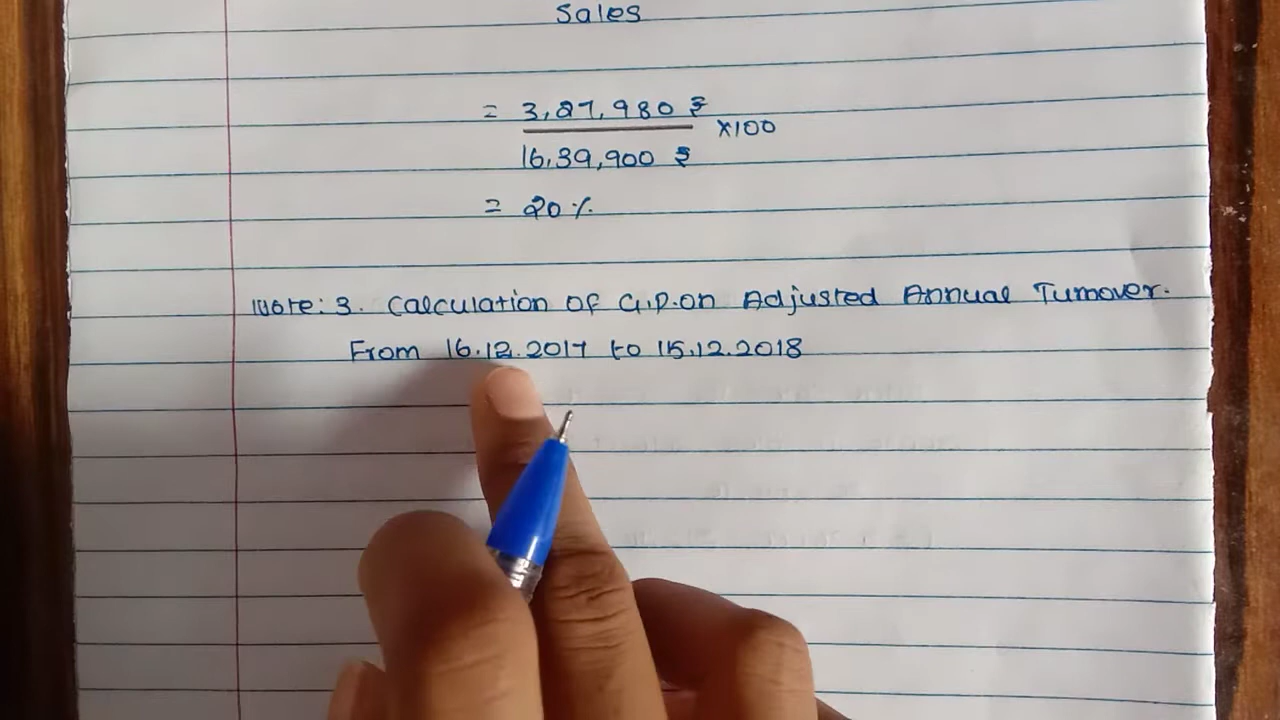 Sales
= 3,27,980 ₹
×100
16,39,900 ₹
= 20 %
Note: 3. Calculation of G.P. on Adjusted Annual Turnover.
From 16.12.2017 to 15.12.2018